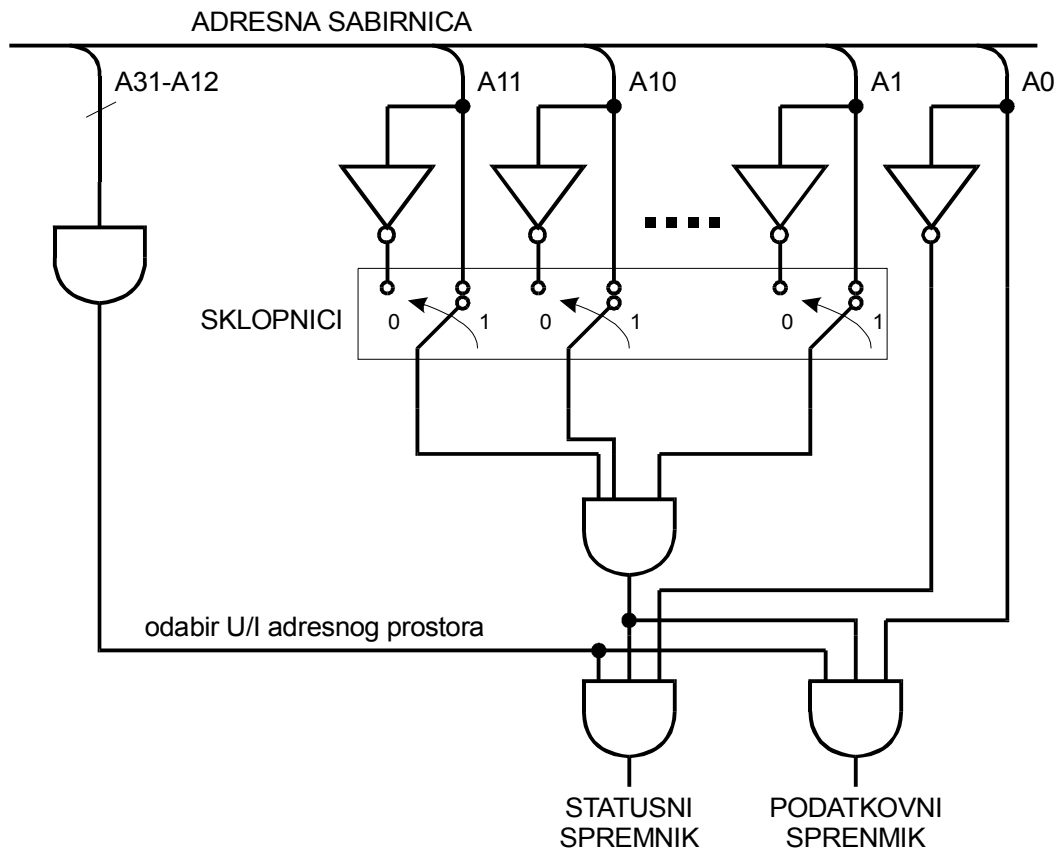 ADRESNA SABIRNICA
A31-A12
A11
A10
A1
A0
SKLOPNICI
0
1
0
1
0
1
odabir U/I adresnog prostora
STATUSNI
SPREMNIK
PODATKOVNI
SPRENMIK